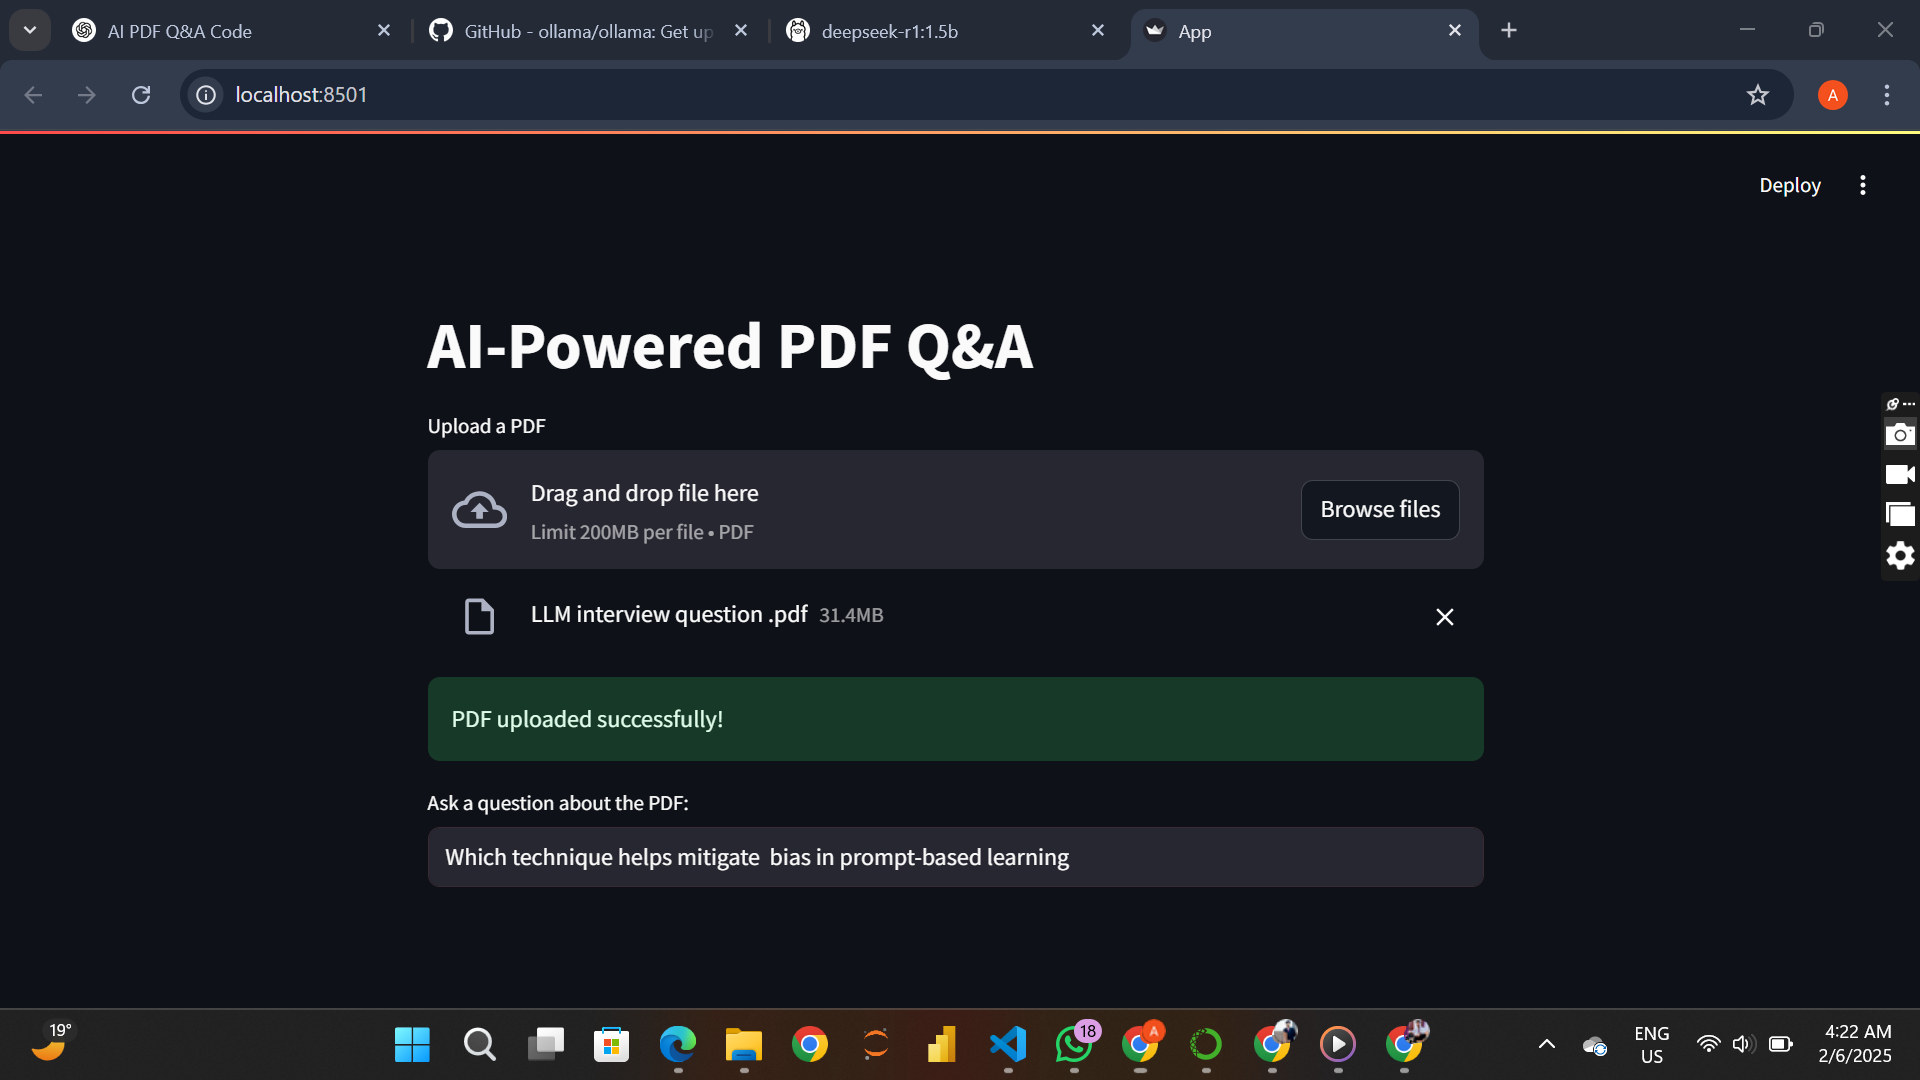 AI PDF Q&A Code
GitHub - ollama/ollama: Get up
deepseek-r1:1.5b
App
localhost:8501
A
Deploy
AI-Powered PDF Q&A
Upload a PDF
Drag and drop file here
Limit 200MB per file • PDF
Browse files
LLM interview question .pdf 31.4MB
PDF uploaded successfully!
Ask a question about the PDF:
Which technique helps mitigate  bias in prompt-based learning
19°
18
A
ENG
US
4:22 AM
2/6/2025